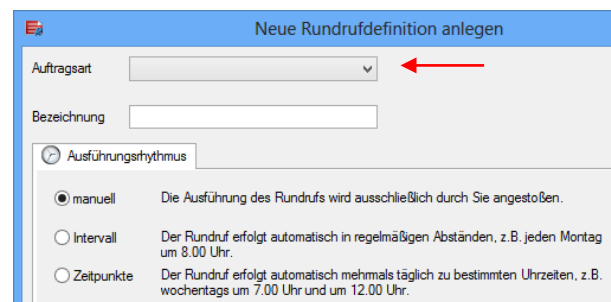 Neue Rundrufdefinition anlegen
Auftragsart
Bezeichnung
Ausführungsrhythmus
manuell Die Ausführung des Rundrufs wird ausschließlich durch Sie angestoßen.
Intervall Der Rundruf erfolgt automatisch in regelmäßigen Abständen, z.B. jeden Montag
um 8.00 Uhr.
Zeitpunkte Der Rundruf erfolgt automatisch mehrmals täglich zu bestimmten Uhrzeiten, z.B.
wochentags um 7.00 Uhr und um 12.00 Uhr.